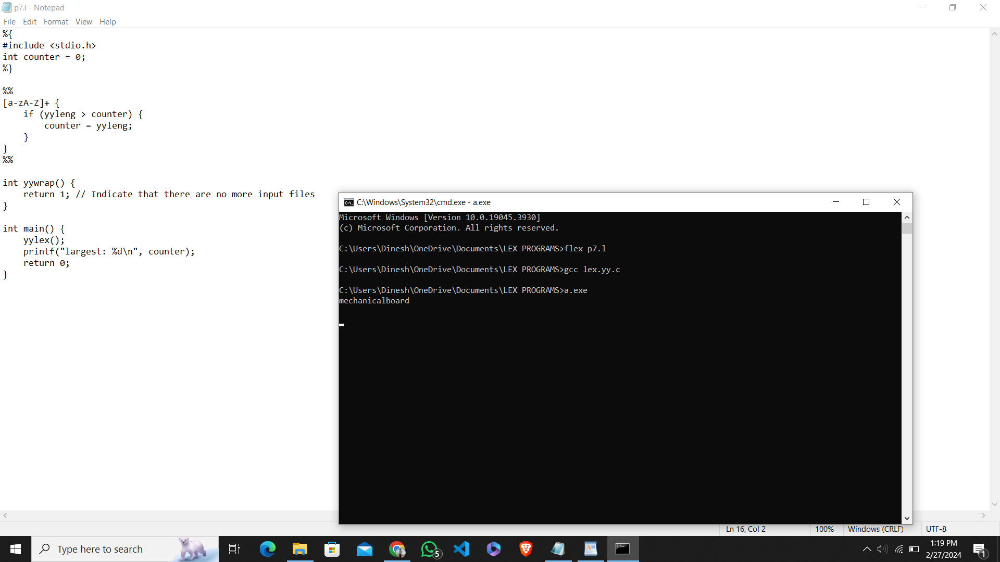 p7.l - Notepad
File Edit Format View Help
%{
#include <stdio.h>
int counter = 0;
%}
%%
[a-zA-Z]+ {
    if (yyleng > counter) {
        counter = yyleng;
    }
}
%%
int yywrap() {
    return 1; // Indicate that there are no more input files
}
int main() {
    yylex();
    printf("largest: %d\n", counter);
    return 0;
}
C:\Windows\System32\cmd.exe - a.exe
Microsoft Windows [Version 10.0.19045.3930]
(c) Microsoft Corporation. All rights reserved.
C:\Users\Dinesh\OneDrive\Documents\LEX PROGRAMS>flex p7.l
C:\Users\Dinesh\OneDrive\Documents\LEX PROGRAMS>gcc lex.yy.c
C:\Users\Dinesh\OneDrive\Documents\LEX PROGRAMS>a.exe
mechanicalboard
Ln 16, Col 2 100% Windows (CRLF) UTF-8
Type here to search
5
1:19 PM
2/27/2024
1